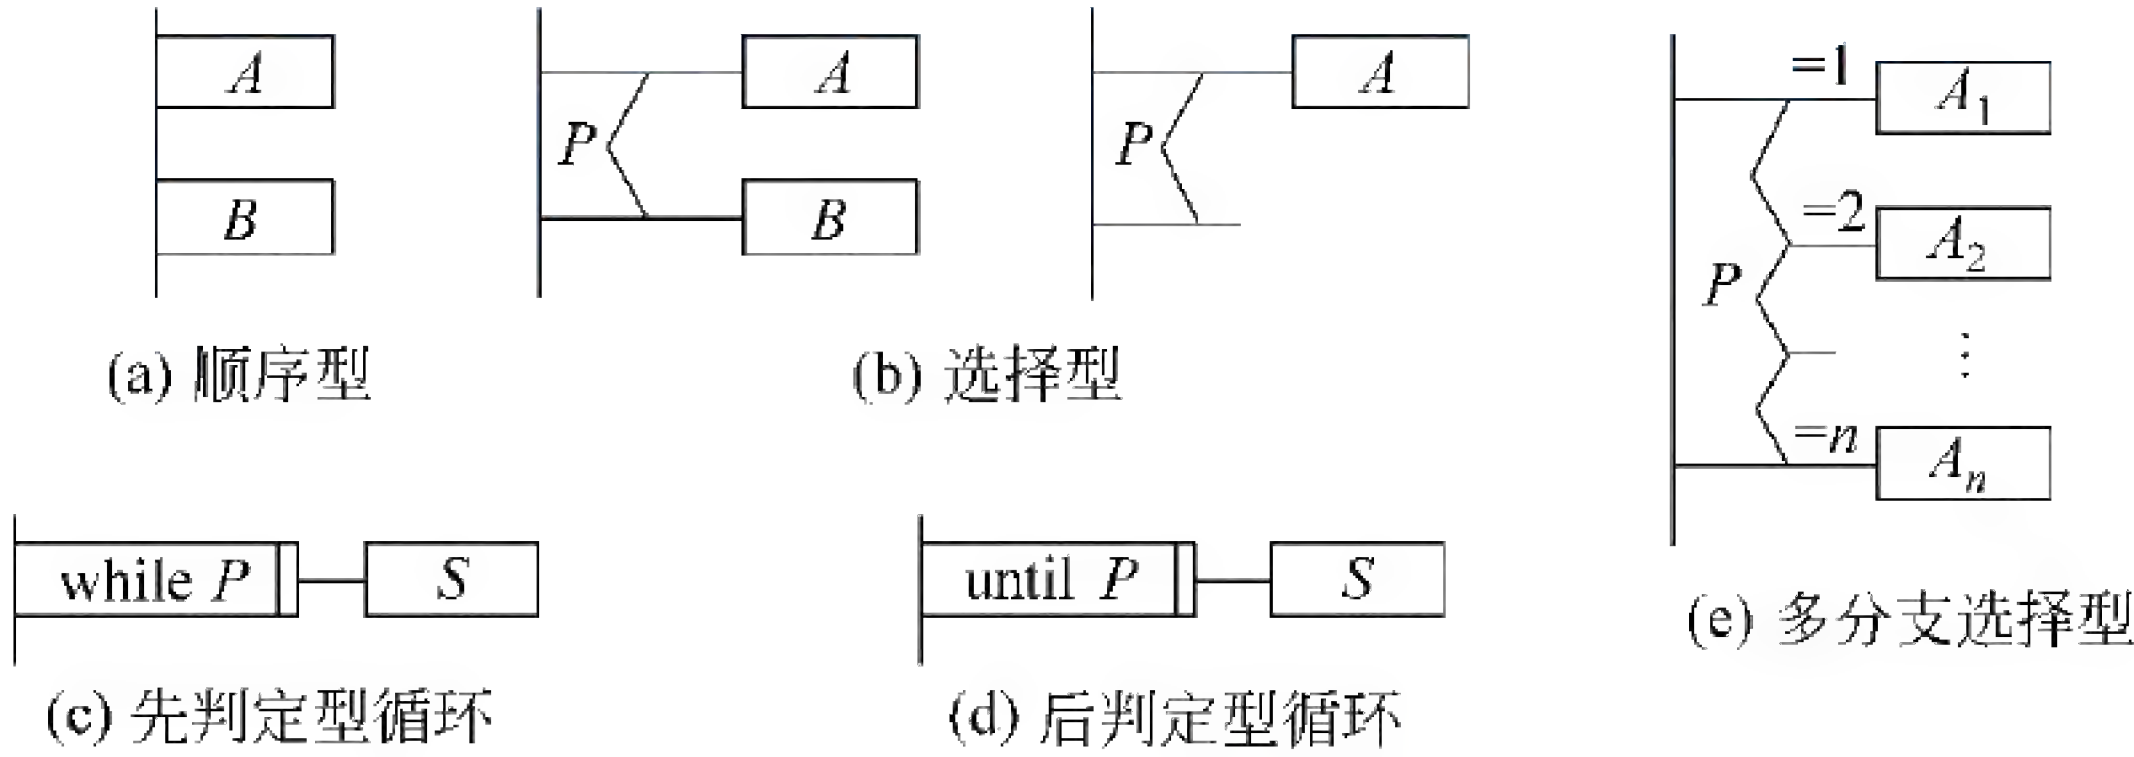 A
B
(a) 顺序型
P
A
B
P
A
(b) 选择型
=1
A₁
=2
A₂
P
⋮
=n
Aₙ
(e) 多分支选择型
while P
S
(c) 先判定型循环
until P
S
(d) 后判定型循环